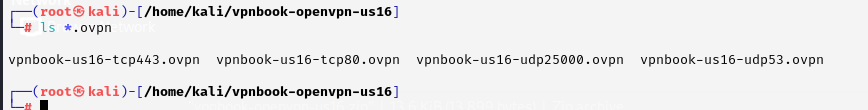 ┌──(root㉿kali)-[/home/kali/vpnbook-openvpn-us16]
└─# ls *.ovpn
vpnbook-us16-tcp443.ovpn  vpnbook-us16-tcp80.ovpn  vpnbook-us16-udp25000.ovpn  vpnbook-us16-udp53.ovpn
┌──(root㉿kali)-[/home/kali/vpnbook-openvpn-us16]
└─#